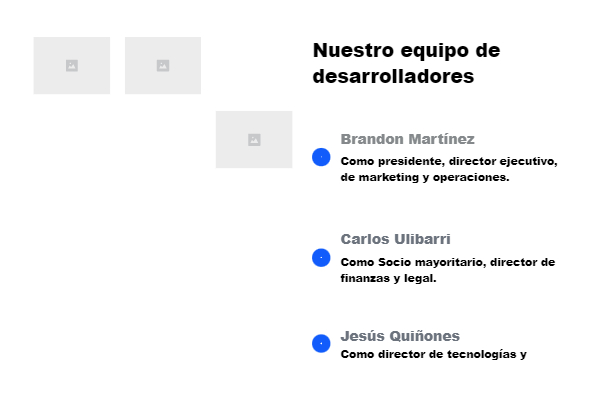 Nuestro equipo de
desarrolladores
Brandon Martínez
Como presidente, director ejecutivo,
de marketing y operaciones.
Carlos Ulibarri
Como Socio mayoritario, director de
finanzas y legal.
Jesús Quiñones
Como director de tecnologías y